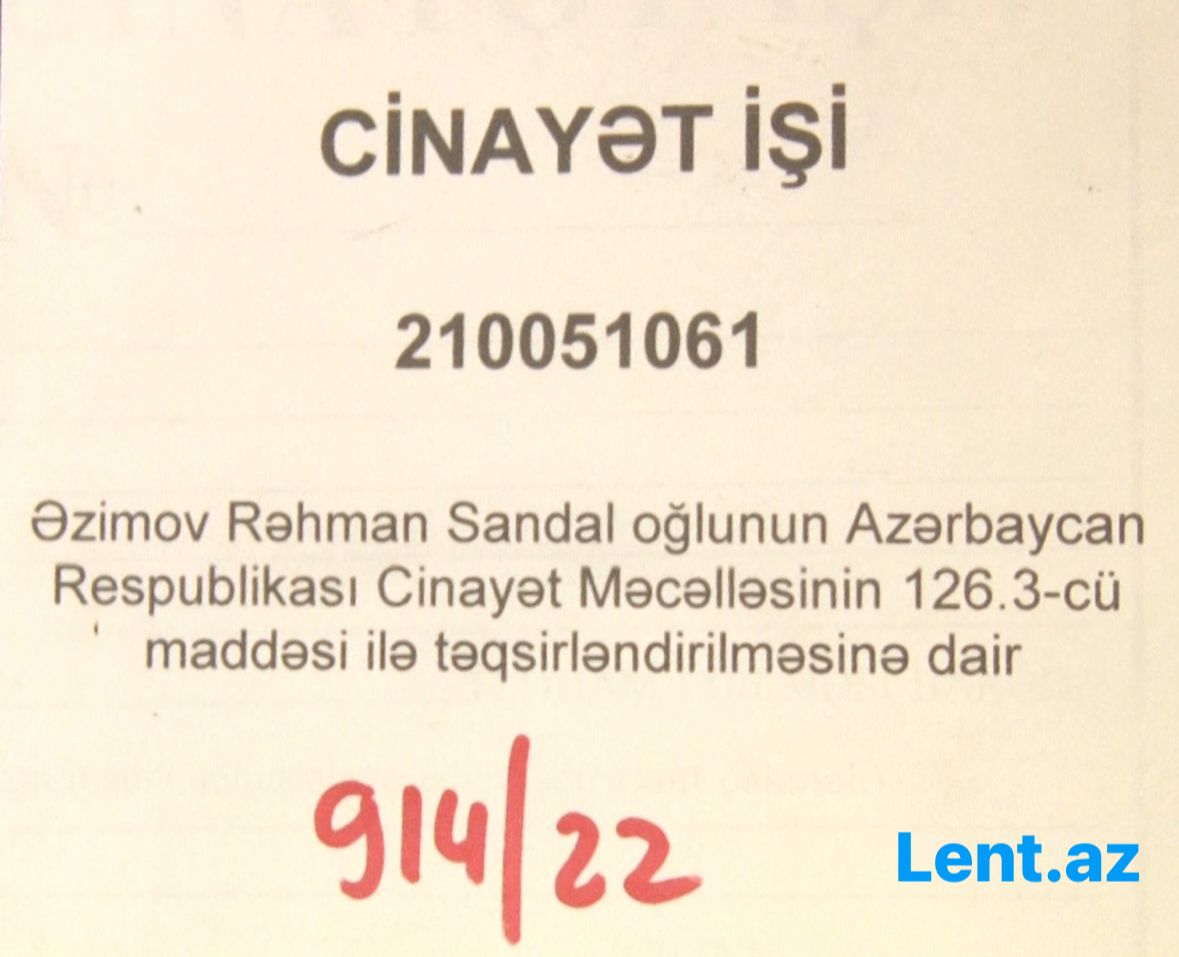 CİNAYƏT İŞİ
210051061
Əzimov Rəhman Sandal oğlunun Azərbaycan
Respublikası Cinayət Məcəlləsinin 126.3-cü
maddəsi ilə təqsirləndirilməsinə dair
914/22
Lent.az